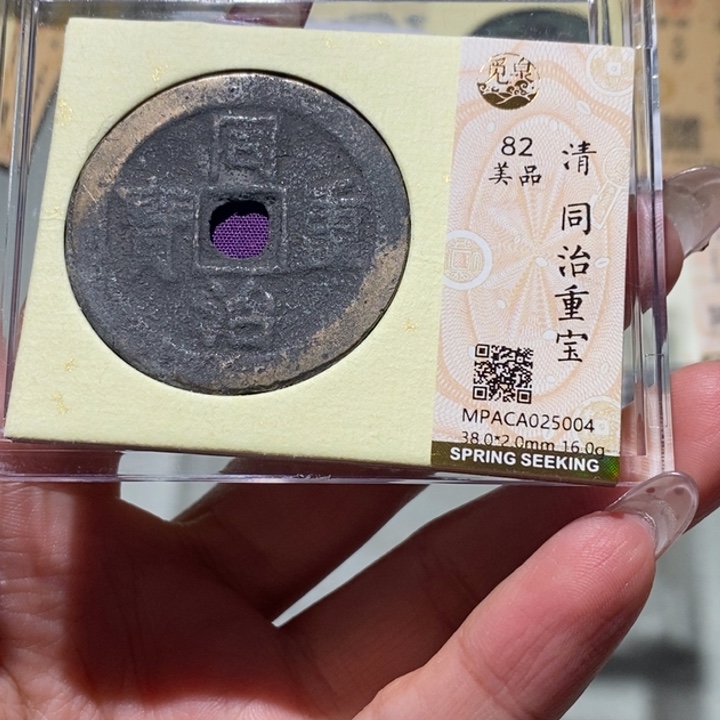 同
重 寶
治
覓泉
82
美品
清
同治重宝
MPACA025004
38.0*2.0mm 16.0g
SPRING SEEKING